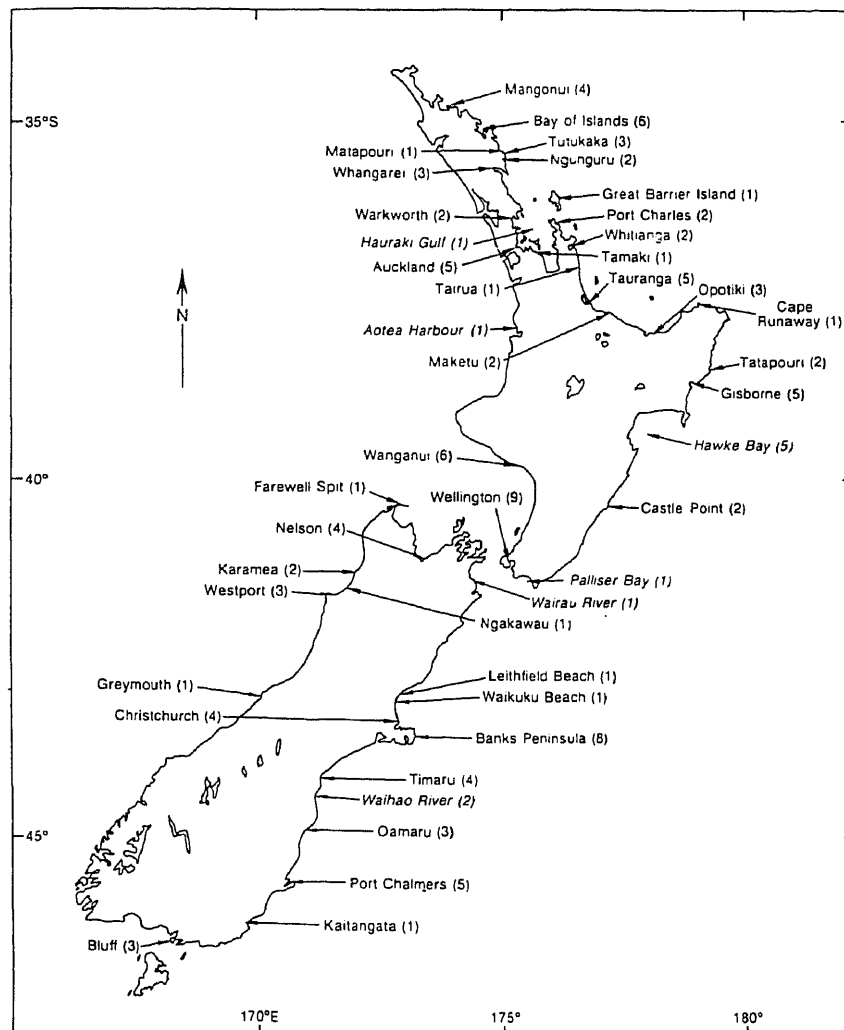 Mangonui (4)
35°S
Bay of Islands (6)
Tutukaka (3)
Matapouri (1)
Ngunguru (2)
Whangarei (3)
Great Barrier Island (1)
Warkworth (2)
Port Charles (2)
Hauraki Gulf (1)
Whitianga (2)
Auckland (5)
Tamaki (1)
Tairua (1)
Tauranga (5)
Opotiki (3)
Cape
Runaway (1)
N
Aotea Harbour (1)
Maketu (2)
Tatapouri (2)
Gisborne (5)
Hawke Bay (5)
Wanganui (6)
40°
Farewell Spit (1)
Wellington (9)
Castle Point (2)
Nelson (4)
Karamea (2)
Palliser Bay (1)
Westport (3)
Wairau River (1)
Ngakawau (1)
Leithfield Beach (1)
Greymouth (1)
Waikuku Beach (1)
Christchurch (4)
Banks Peninsula (8)
Timaru (4)
Waihao River (2)
45°
Oamaru (3)
Port Chalmers (5)
Kaitangata (1)
Bluff (3)
170°E
175°
180°